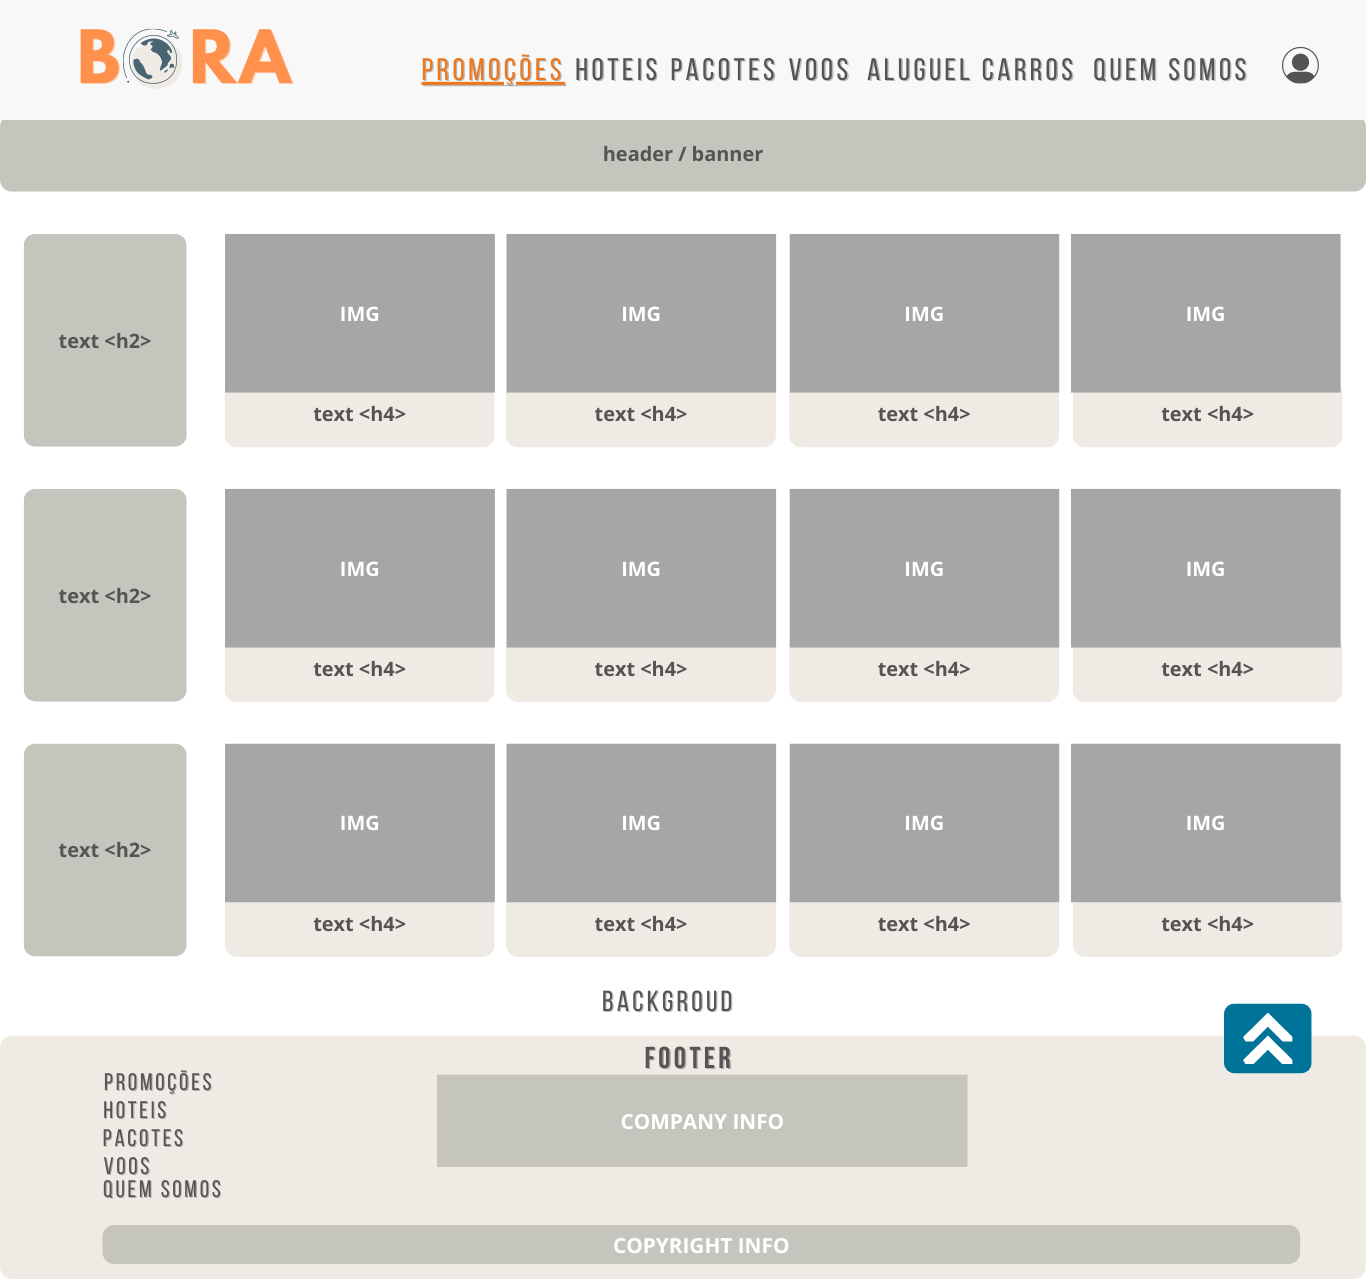 BORA
PROMOÇÕES HOTEIS PACOTES VOOS ALUGUEL CARROS QUEM SOMOS
header / banner
text <h2>
IMG IMG IMG IMG
text <h4> text <h4> text <h4> text <h4>
text <h2>
IMG IMG IMG IMG
text <h4> text <h4> text <h4> text <h4>
text <h2>
IMG IMG IMG IMG
text <h4> text <h4> text <h4> text <h4>
BACKGROUD
FOOTER
PROMOÇÕES
HOTEIS
PACOTES
VOOS
QUEM SOMOS
COMPANY INFO
COPYRIGHT INFO